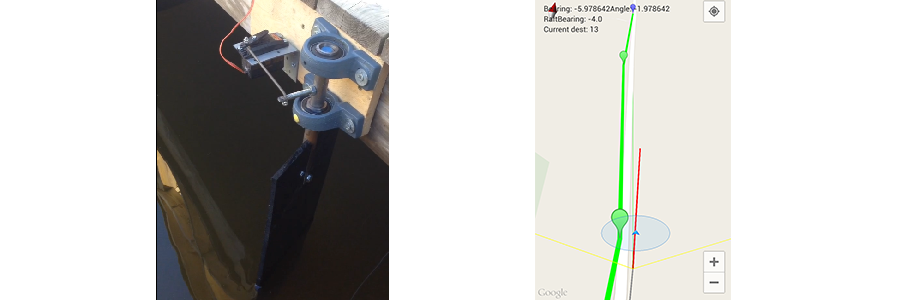 Bearing: -5.978642Angle: 1.978642
RaftBearing: -4.0
Current dest: 13
+
−
Google